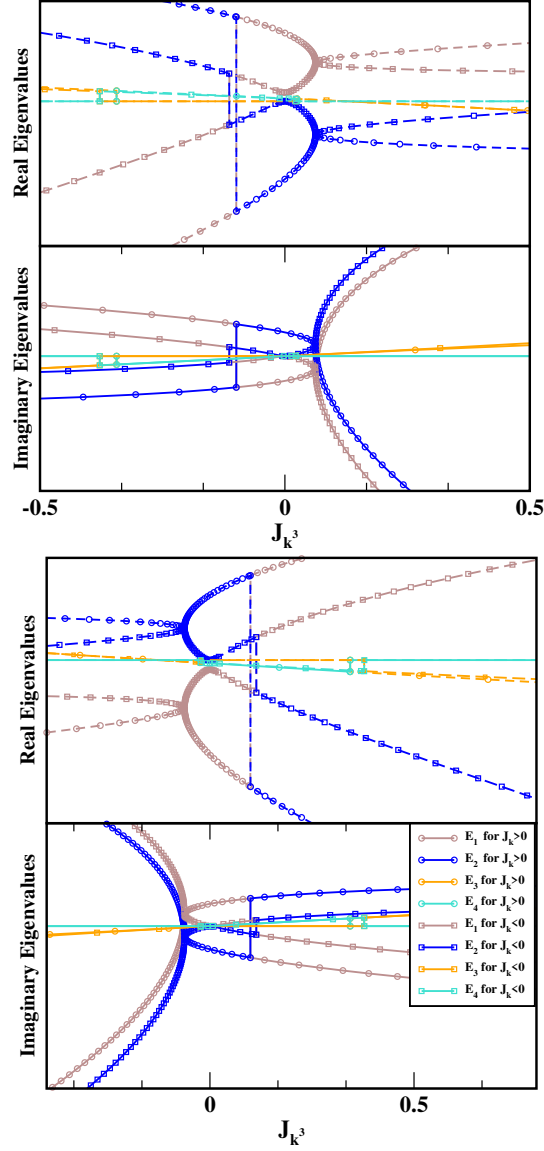 Real Eigenvalues
Imaginary Eigenvalues
-0.5 0 0.5
J_k^3
Real Eigenvalues
Imaginary Eigenvalues
E_1 for J_k>0
E_2 for J_k>0
E_3 for J_k>0
E_4 for J_k>0
E_1 for J_k<0
E_2 for J_k<0
E_3 for J_k<0
E_4 for J_k<0
0 0.5
J_k^3